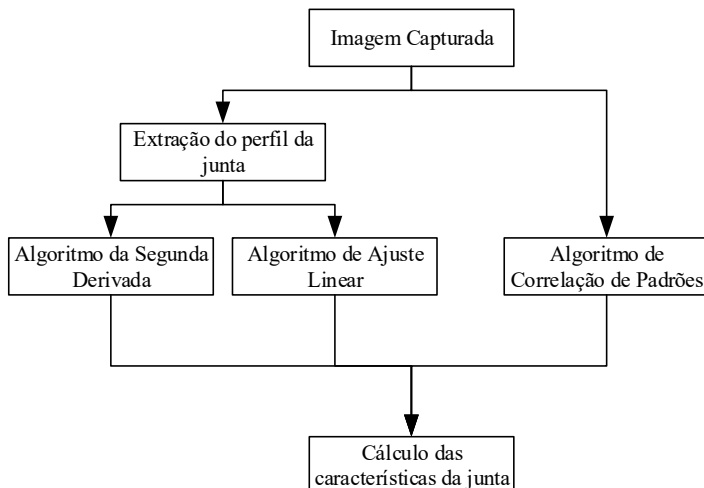 Imagem Capturada
Extração do perfil da
junta
Algoritmo da Segunda
Derivada
Algoritmo de Ajuste
Linear
Algoritmo de
Correlação de Padrões
Cálculo das
características da junta